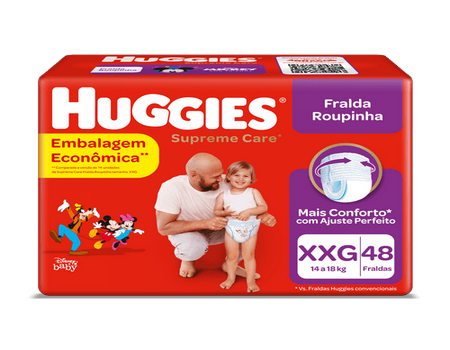 HUGGIES®
Supreme Care
Embalagem
Econômica**
Disney
baby
Fralda
Roupinha
Mais Conforto*
com Ajuste Perfeito
XXG 48
14 a 18 kg Fraldas
* Vs. Fraldas Huggies convencionais